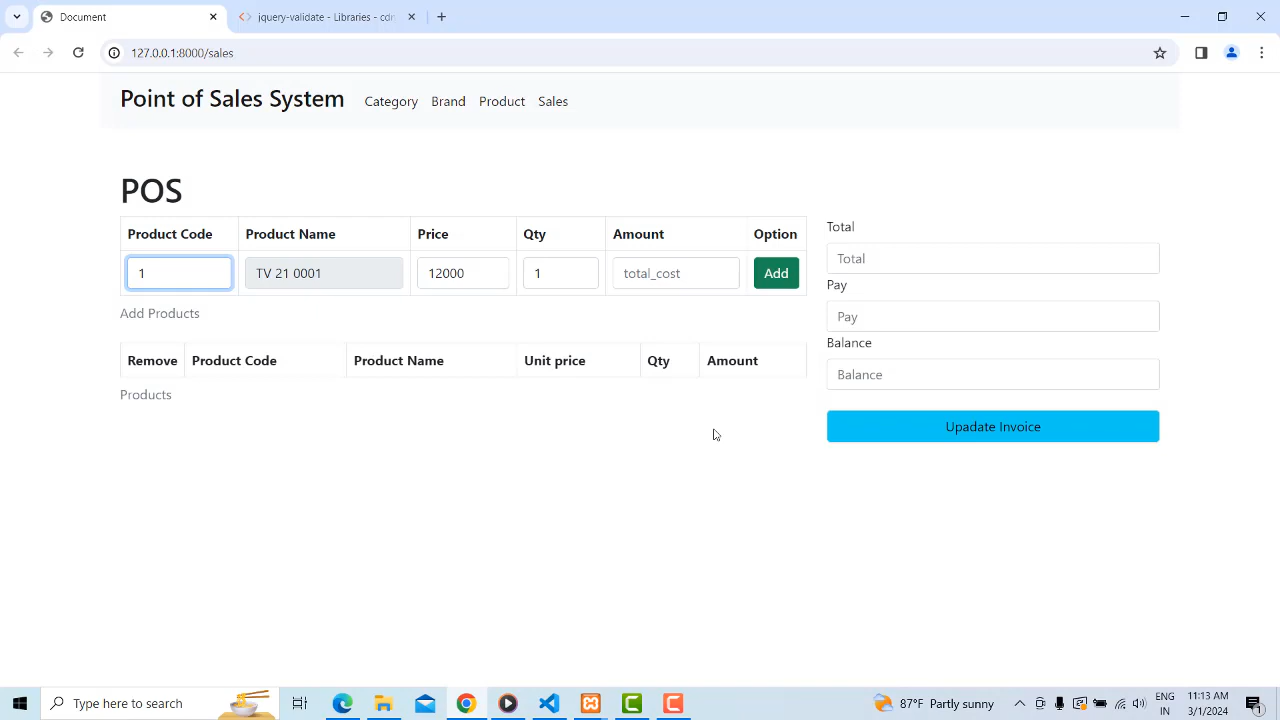 Document
jquery-validate - Libraries - cdn
127.0.0.1:8000/sales
Point of Sales System Category Brand Product Sales
POS
Product Code Product Name Price Qty Amount Option
1 TV 21 0001 12000 1 total_cost Add
Add Products
Remove Product Code Product Name Unit price Qty Amount
Products
Total
Total
Pay
Pay
Balance
Balance
Upadate Invoice
Type here to search
97°F Partly sunny
ENG
IN
11:13 AM
3/1/2024
1